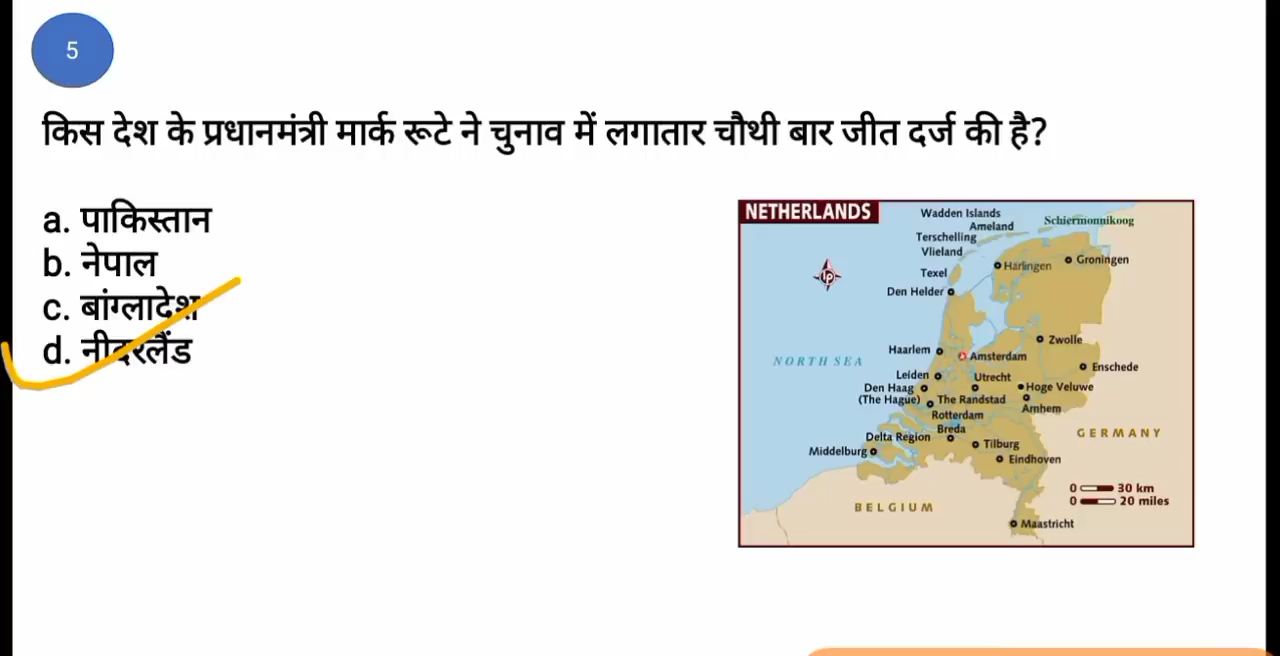 5
किस देश के प्रधानमंत्री मार्क रूटे ने चुनाव में लगातार चौथी बार जीत दर्ज की है?
a. पाकिस्तान
b. नेपाल
c. बांग्लादेश
d. नीदरलैंड
NETHERLANDS
Wadden Islands
Schiermonnikoog
Ameland
Terschelling
Vlieland
Texel
Harlingen
Groningen
Den Helder
Zwolle
Haarlem
Amsterdam
NORTH SEA
Enschede
Leiden
Utrecht
Den Haag
(The Hague)
Hoge Veluwe
The Randstad
Arnhem
Rotterdam
Breda
GERMANY
Delta Region
Tilburg
Middelburg
Eindhoven
0 30 km
0 20 miles
BELGIUM
Maastricht